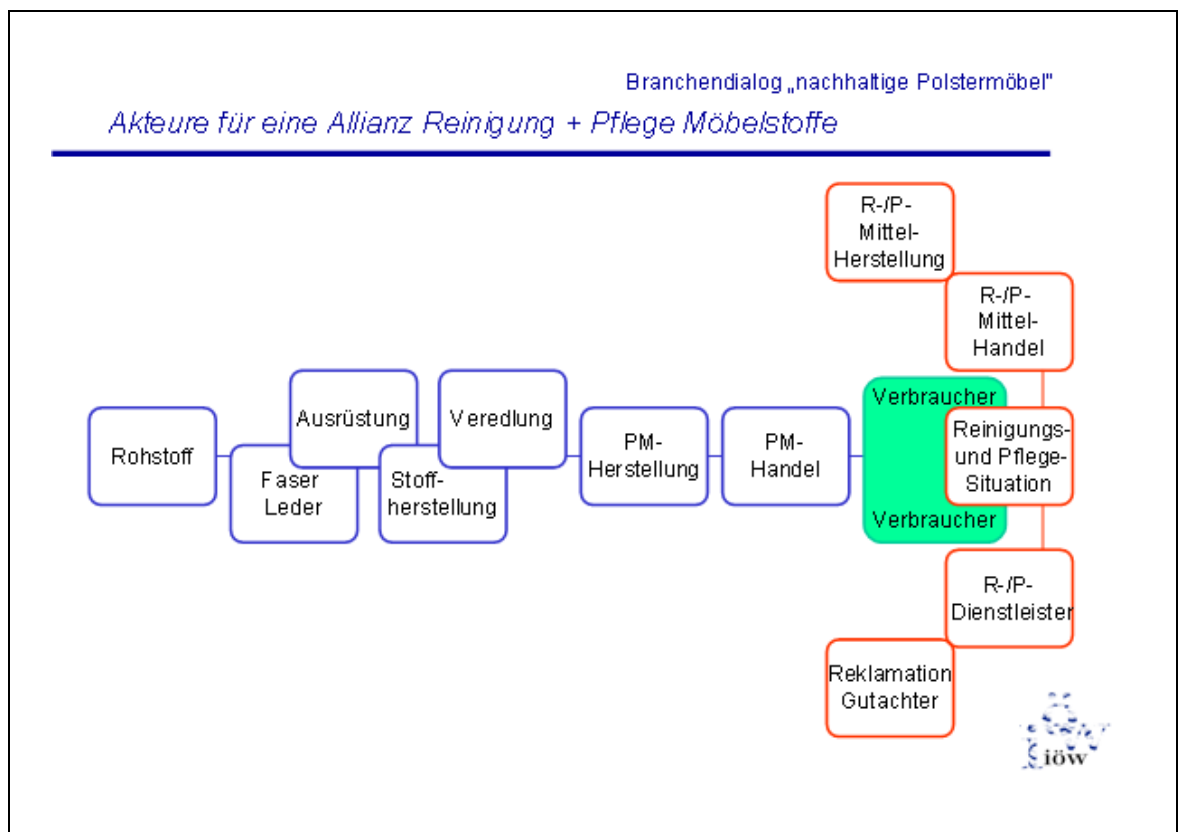 Branchendialog „nachhaltige Polstermöbel"
Akteure für eine Allianz Reinigung + Pflege Möbelstoffe
R-/P-
Mittel-
Herstellung
R-/P-
Mittel-
Handel
Rohstoff
Faser
Leder
Ausrüstung
Stoff-
herstellung
Veredlung
PM-
Herstellung
PM-
Handel
Verbraucher
Reinigungs-
und Pflege-
Situation
Verbraucher
R-/P-
Dienstleister
Reklamation
Gutachter
iöw